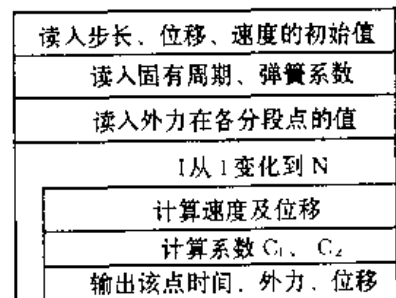 读入步长、位移、速度的初始值
读入固有周期、弹簧系数
读入外力在各分段点的值
I从1变化到N
计算速度及位移
计算系数 C₁、C₂
输出该点时间、外力、位移